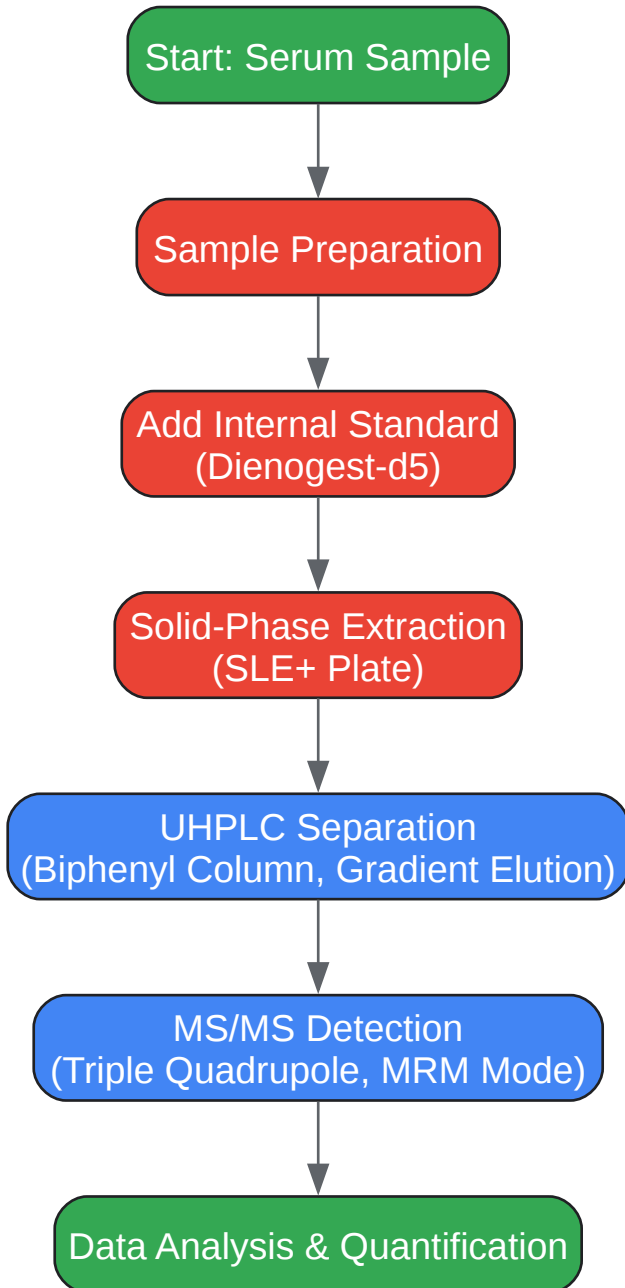 Start: Serum Sample
Sample Preparation
Add Internal Standard
(Dienogest-d5)
Solid-Phase Extraction
(SLE+ Plate)
UHPLC Separation
(Biphenyl Column, Gradient Elution)
MS/MS Detection
(Triple Quadrupole, MRM Mode)
Data Analysis & Quantification